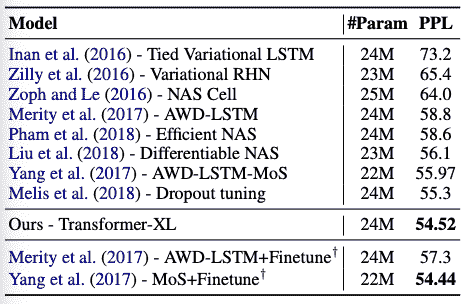 Model #Param PPL
Inan et al. (2016) - Tied Variational LSTM 24M 73.2
Zilly et al. (2016) - Variational RHN 23M 65.4
Zoph and Le (2016) - NAS Cell 25M 64.0
Merity et al. (2017) - AWD-LSTM 24M 58.8
Pham et al. (2018) - Efficient NAS 24M 58.6
Liu et al. (2018) - Differentiable NAS 23M 56.1
Yang et al. (2017) - AWD-LSTM-MoS 22M 55.97
Melis et al. (2018) - Dropout tuning 24M 55.3
Ours - Transformer-XL 24M 54.52
Merity et al. (2017) - AWD-LSTM+Finetune† 24M 57.3
Yang et al. (2017) - MoS+Finetune† 22M 54.44